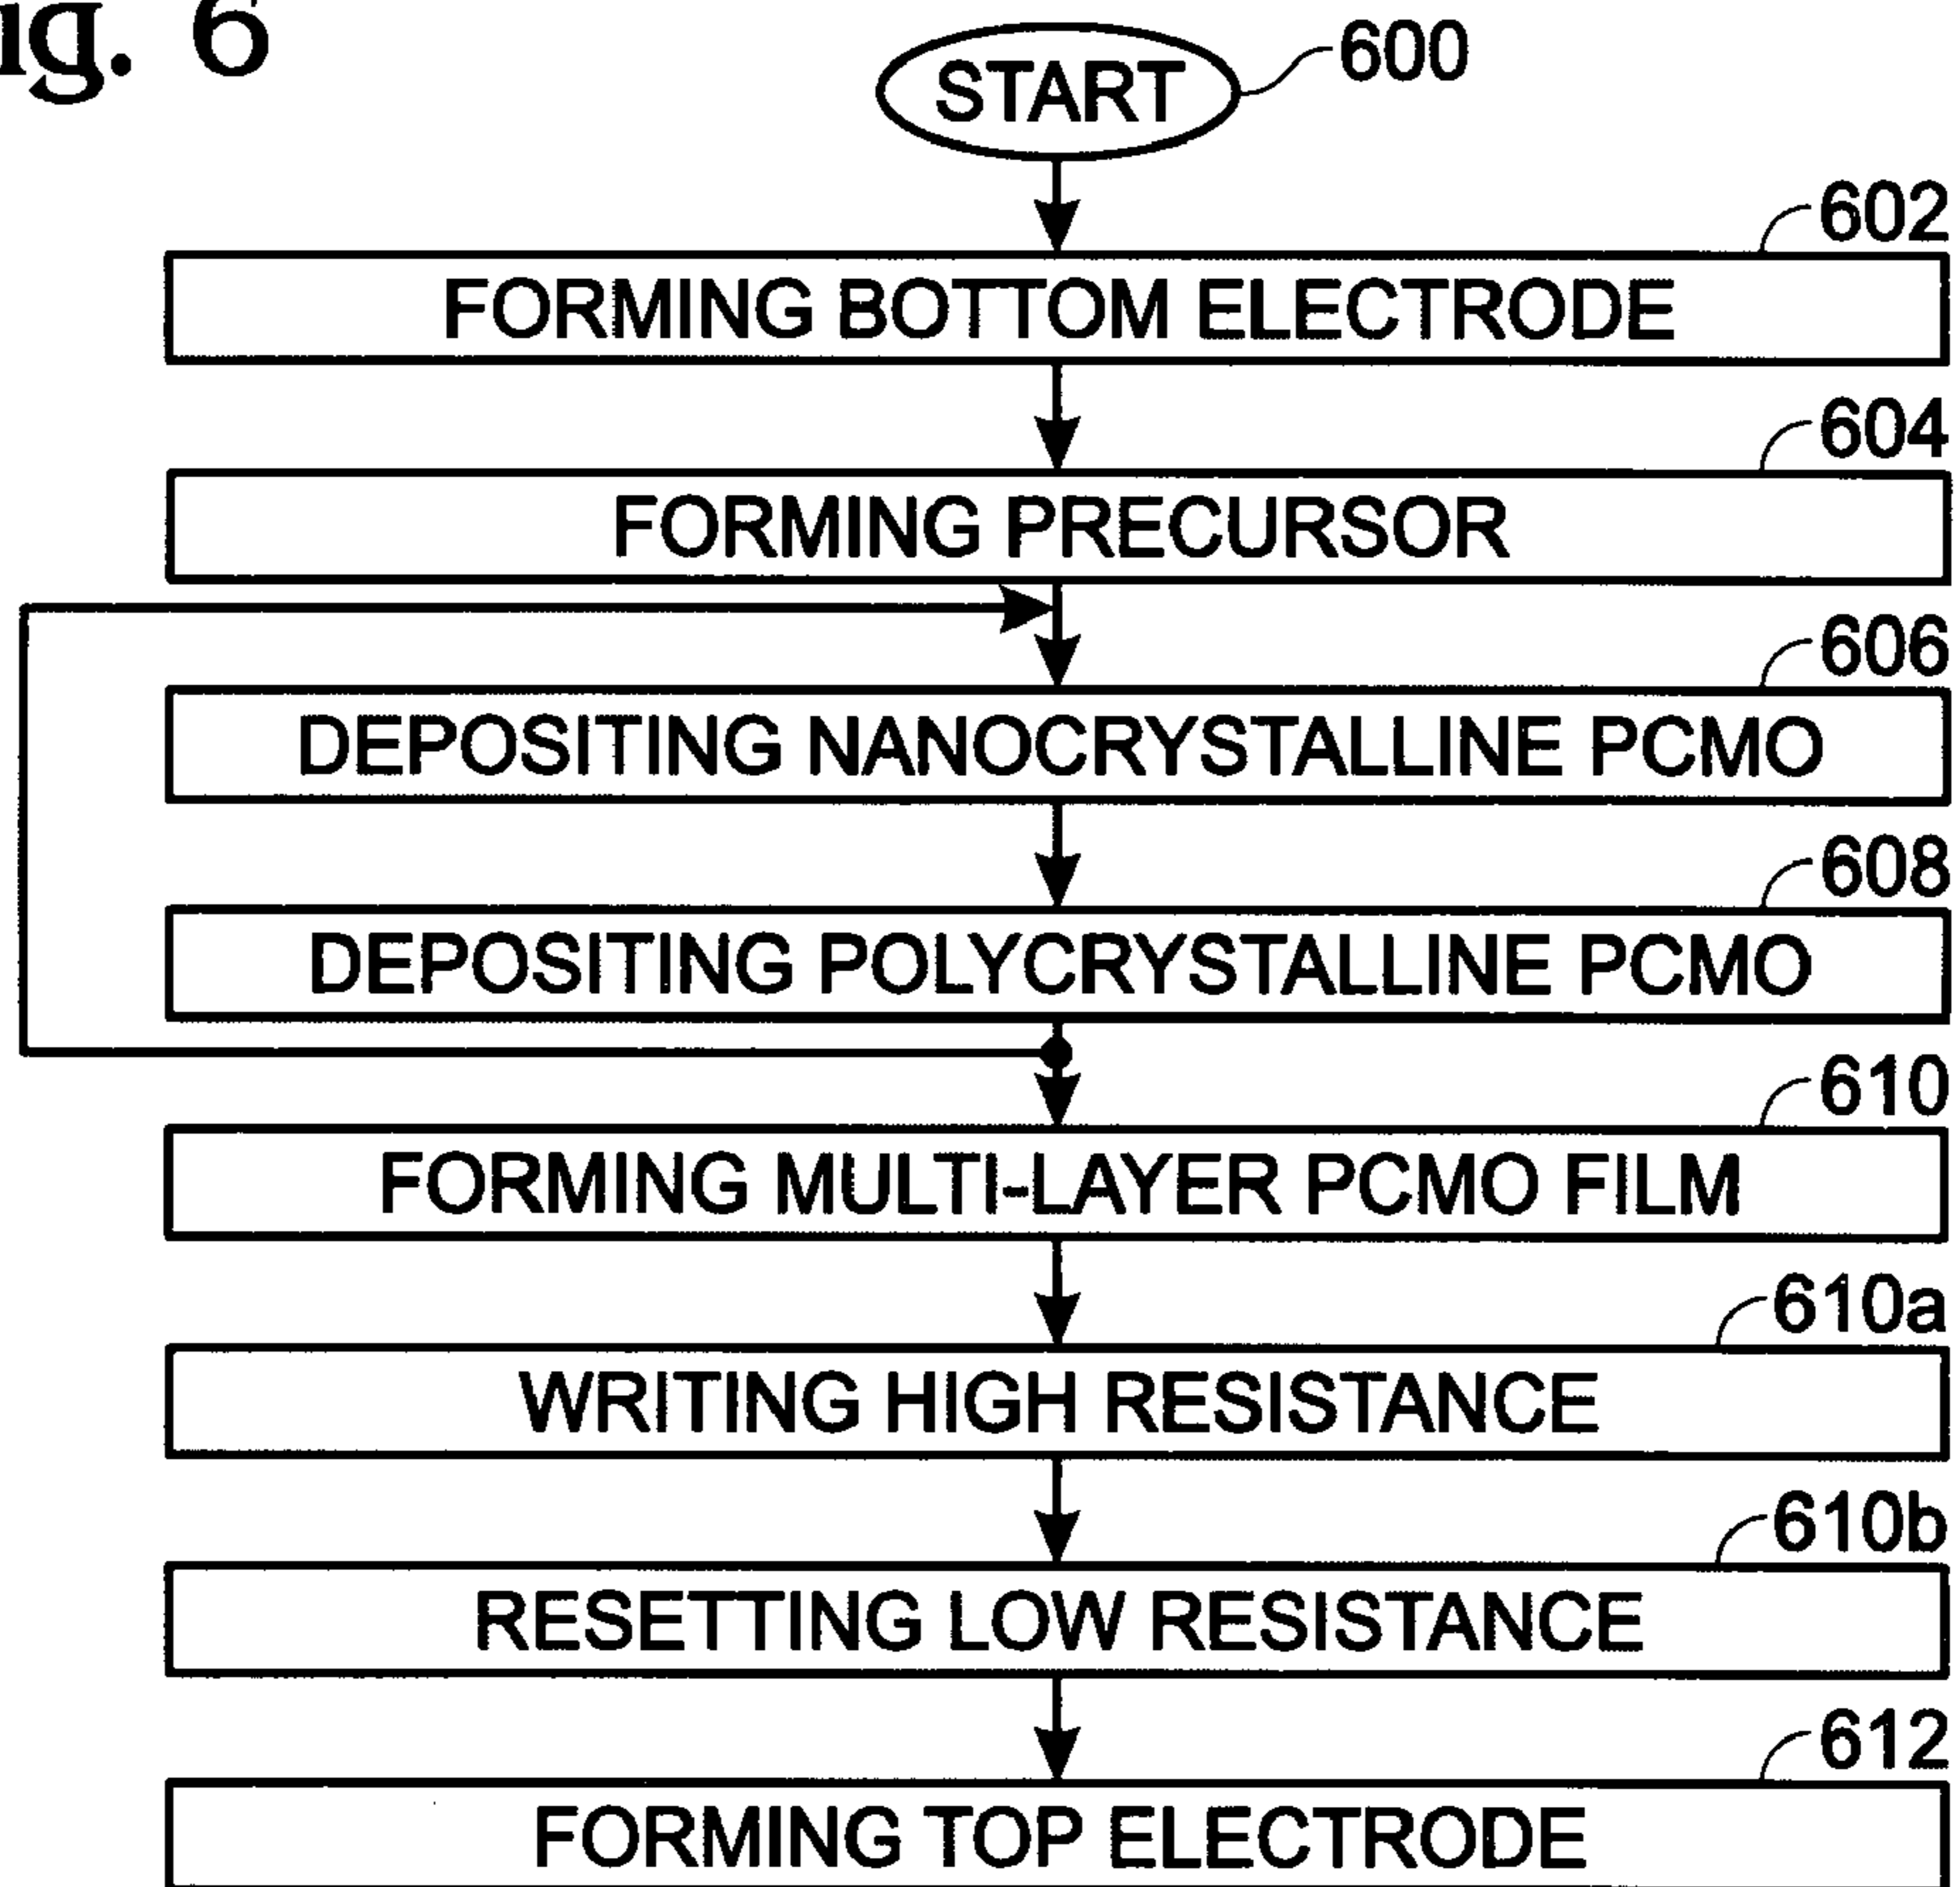 ig. 6
START
600
602
FORMING BOTTOM ELECTRODE
604
FORMING PRECURSOR
606
DEPOSITING NANOCRYSTALLINE PCMO
608
DEPOSITING POLYCRYSTALLINE PCMO
610
FORMING MULTI-LAYER PCMO FILM
610a
WRITING HIGH RESISTANCE
610b
RESETTING LOW RESISTANCE
612
FORMING TOP ELECTRODE